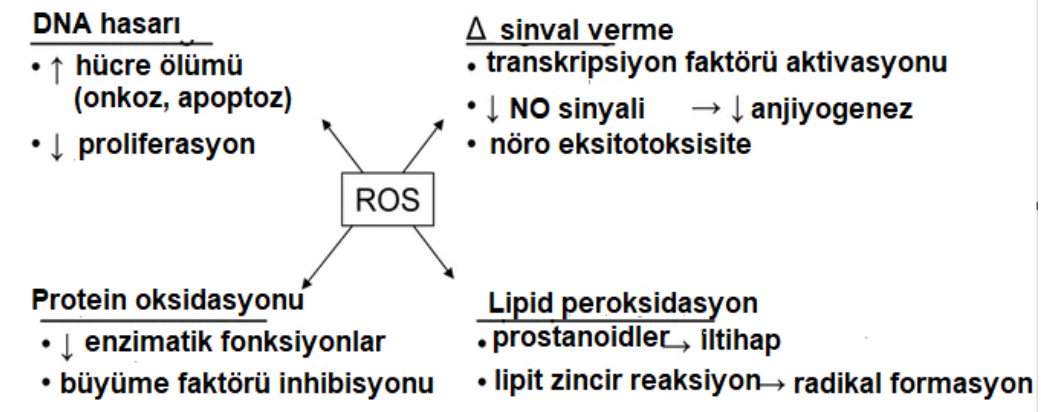 DNA hasarı
• ↑ hücre ölümü
(onkoz, apoptoz)
• ↓ proliferasyon
Δ sinval verme
• transkripsiyon faktörü aktivasyonu
• ↓ NO sinyali → ↓ anjiyogenez
• nöro eksitotoksisite
ROS
Protein oksidasyonu
• ↓ enzimatik fonksiyonlar
• büyüme faktörü inhibisyonu
Lipid peroksidasyon
• prostanoidler → iltihap
• lipit zincir reaksiyon → radikal formasyon